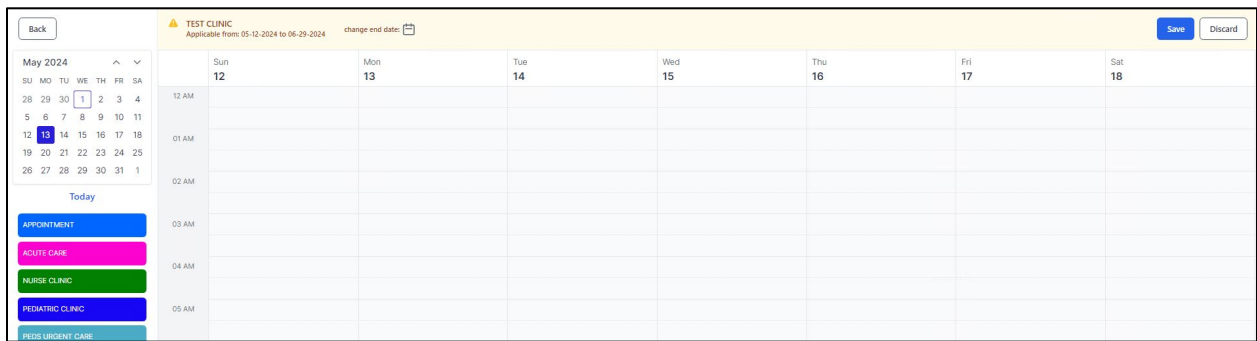 Back
TEST CLINIC
Applicable from: 05-12-2024 to 06-29-2024
change end date:
Save
Discard
May 2024
SU MO TU WE TH FR SA
28 29 30 1 2 3 4
5 6 7 8 9 10 11
12 13 14 15 16 17 18
19 20 21 22 23 24 25
26 27 28 29 30 31 1
Today
APPOINTMENT
ACUTE CARE
NURSE CLINIC
PEDIATRIC CLINIC
PEDS URGENT CARE
Sun Mon Tue Wed Thu Fri Sat
12 13 14 15 16 17 18
12 AM
01 AM
02 AM
03 AM
04 AM
05 AM